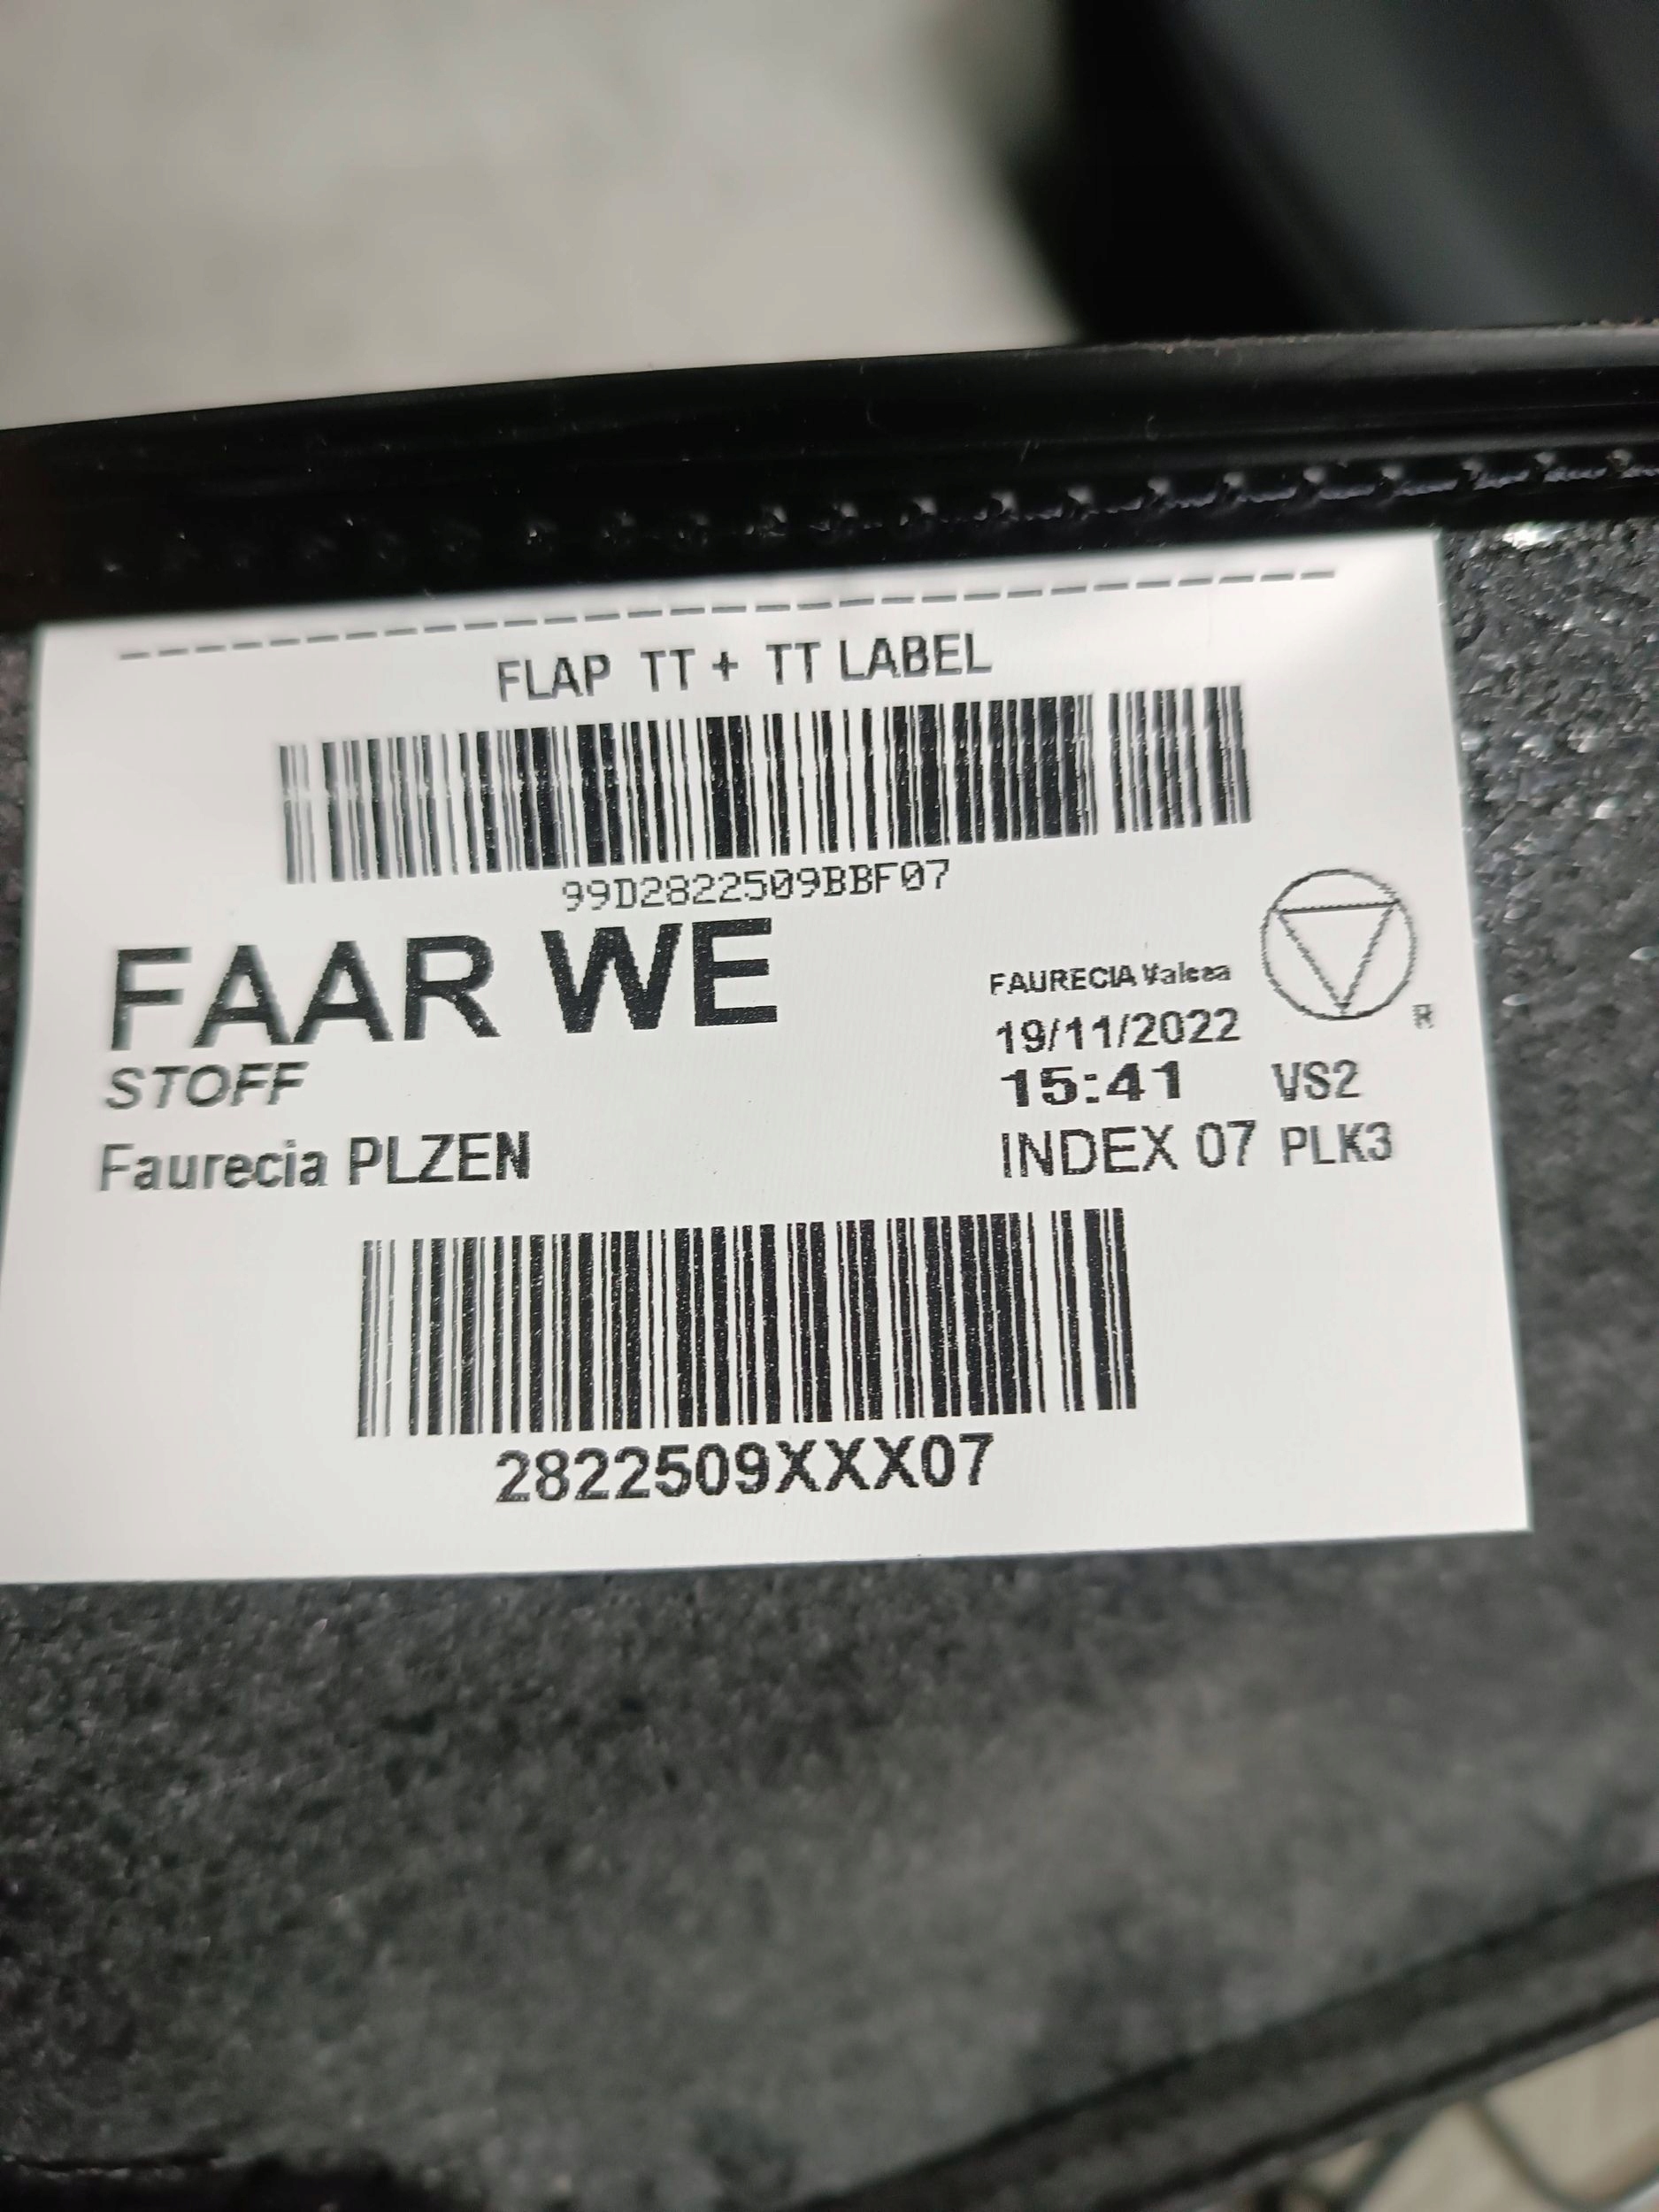 FLAP TT + TT LABEL
99D2822509BBF07
FAAR WE
STOFF
Faurecia PLZEN
FAURECIA Valcea
19/11/2022
15:41 VS2
INDEX 07 PLK3
®
2822509XXX07